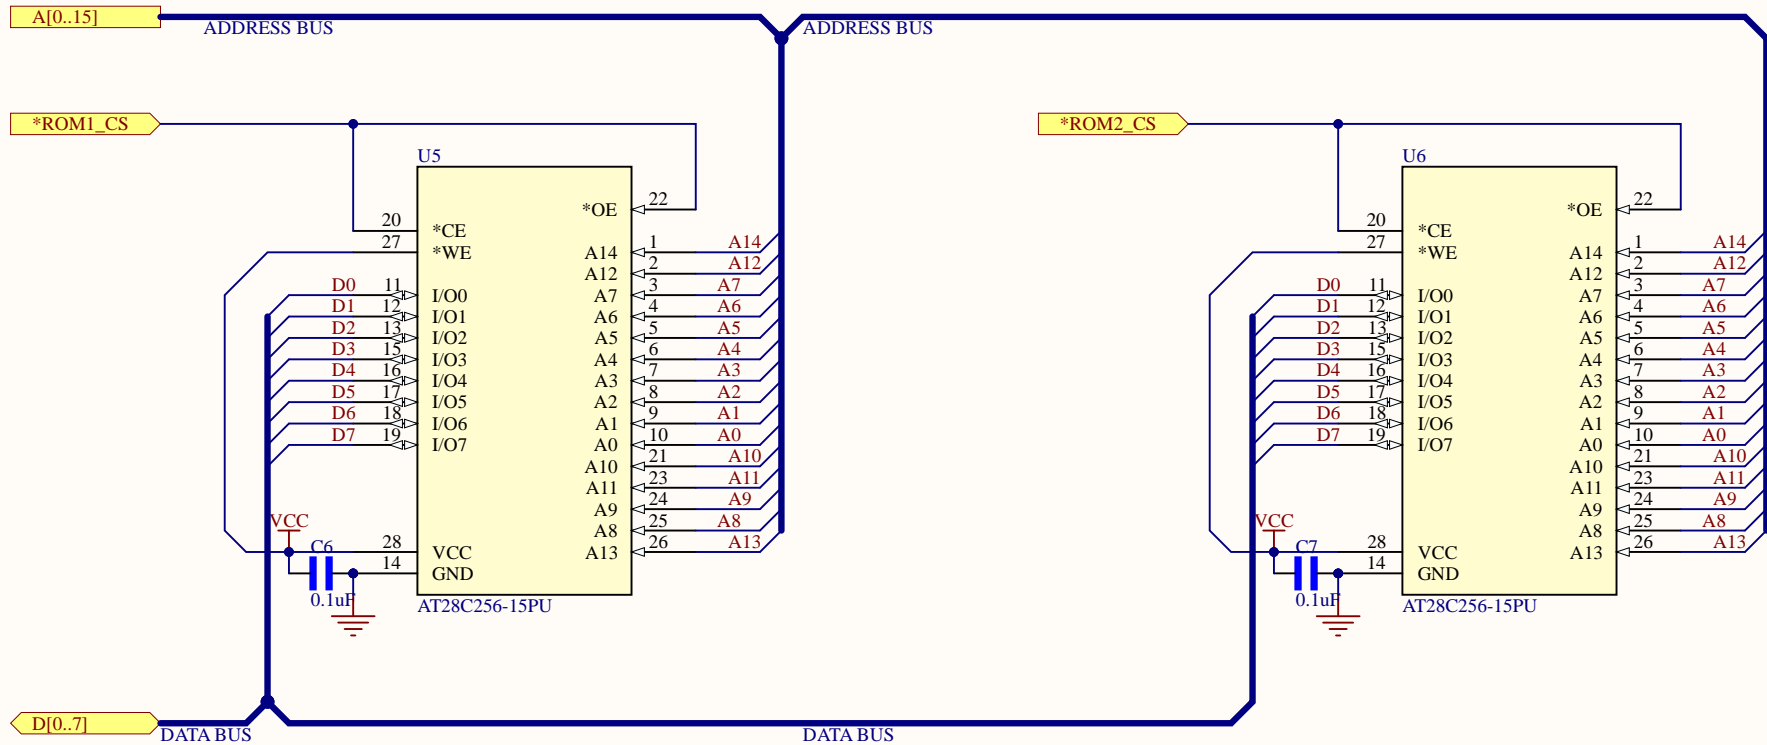 A[0..15]
ADDRESS BUS
ADDRESS BUS
*ROM1_CS
*ROM2_CS
U5
*OE 22
20 *CE
27 *WE
A14 1 A14
A12 2 A12
D0 11 I/O0
A7 3 A7
D1 12 I/O1
A6 4 A6
D2 13 I/O2
A5 5 A5
D3 15 I/O3
A4 6 A4
D4 16 I/O4
A3 7 A3
D5 17 I/O5
A2 8 A2
D6 18 I/O6
A1 9 A1
D7 19 I/O7
A0 10 A0
A10 21 A10
A11 23 A11
A9 24 A9
A8 25 A8
VCC
C6
0.1uF
28 VCC
A13 26 A13
14 GND
AT28C256-15PU
U6
*OE 22
20 *CE
27 *WE
A14 1 A14
A12 2 A12
D0 11 I/O0
A7 3 A7
D1 12 I/O1
A6 4 A6
D2 13 I/O2
A5 5 A5
D3 15 I/O3
A4 6 A4
D4 16 I/O4
A3 7 A3
D5 17 I/O5
A2 8 A2
D6 18 I/O6
A1 9 A1
D7 19 I/O7
A0 10 A0
A10 21 A10
A11 23 A11
A9 24 A9
A8 25 A8
VCC
C7
0.1uF
28 VCC
A13 26 A13
14 GND
AT28C256-15PU
D[0..7]
DATA BUS
DATA BUS